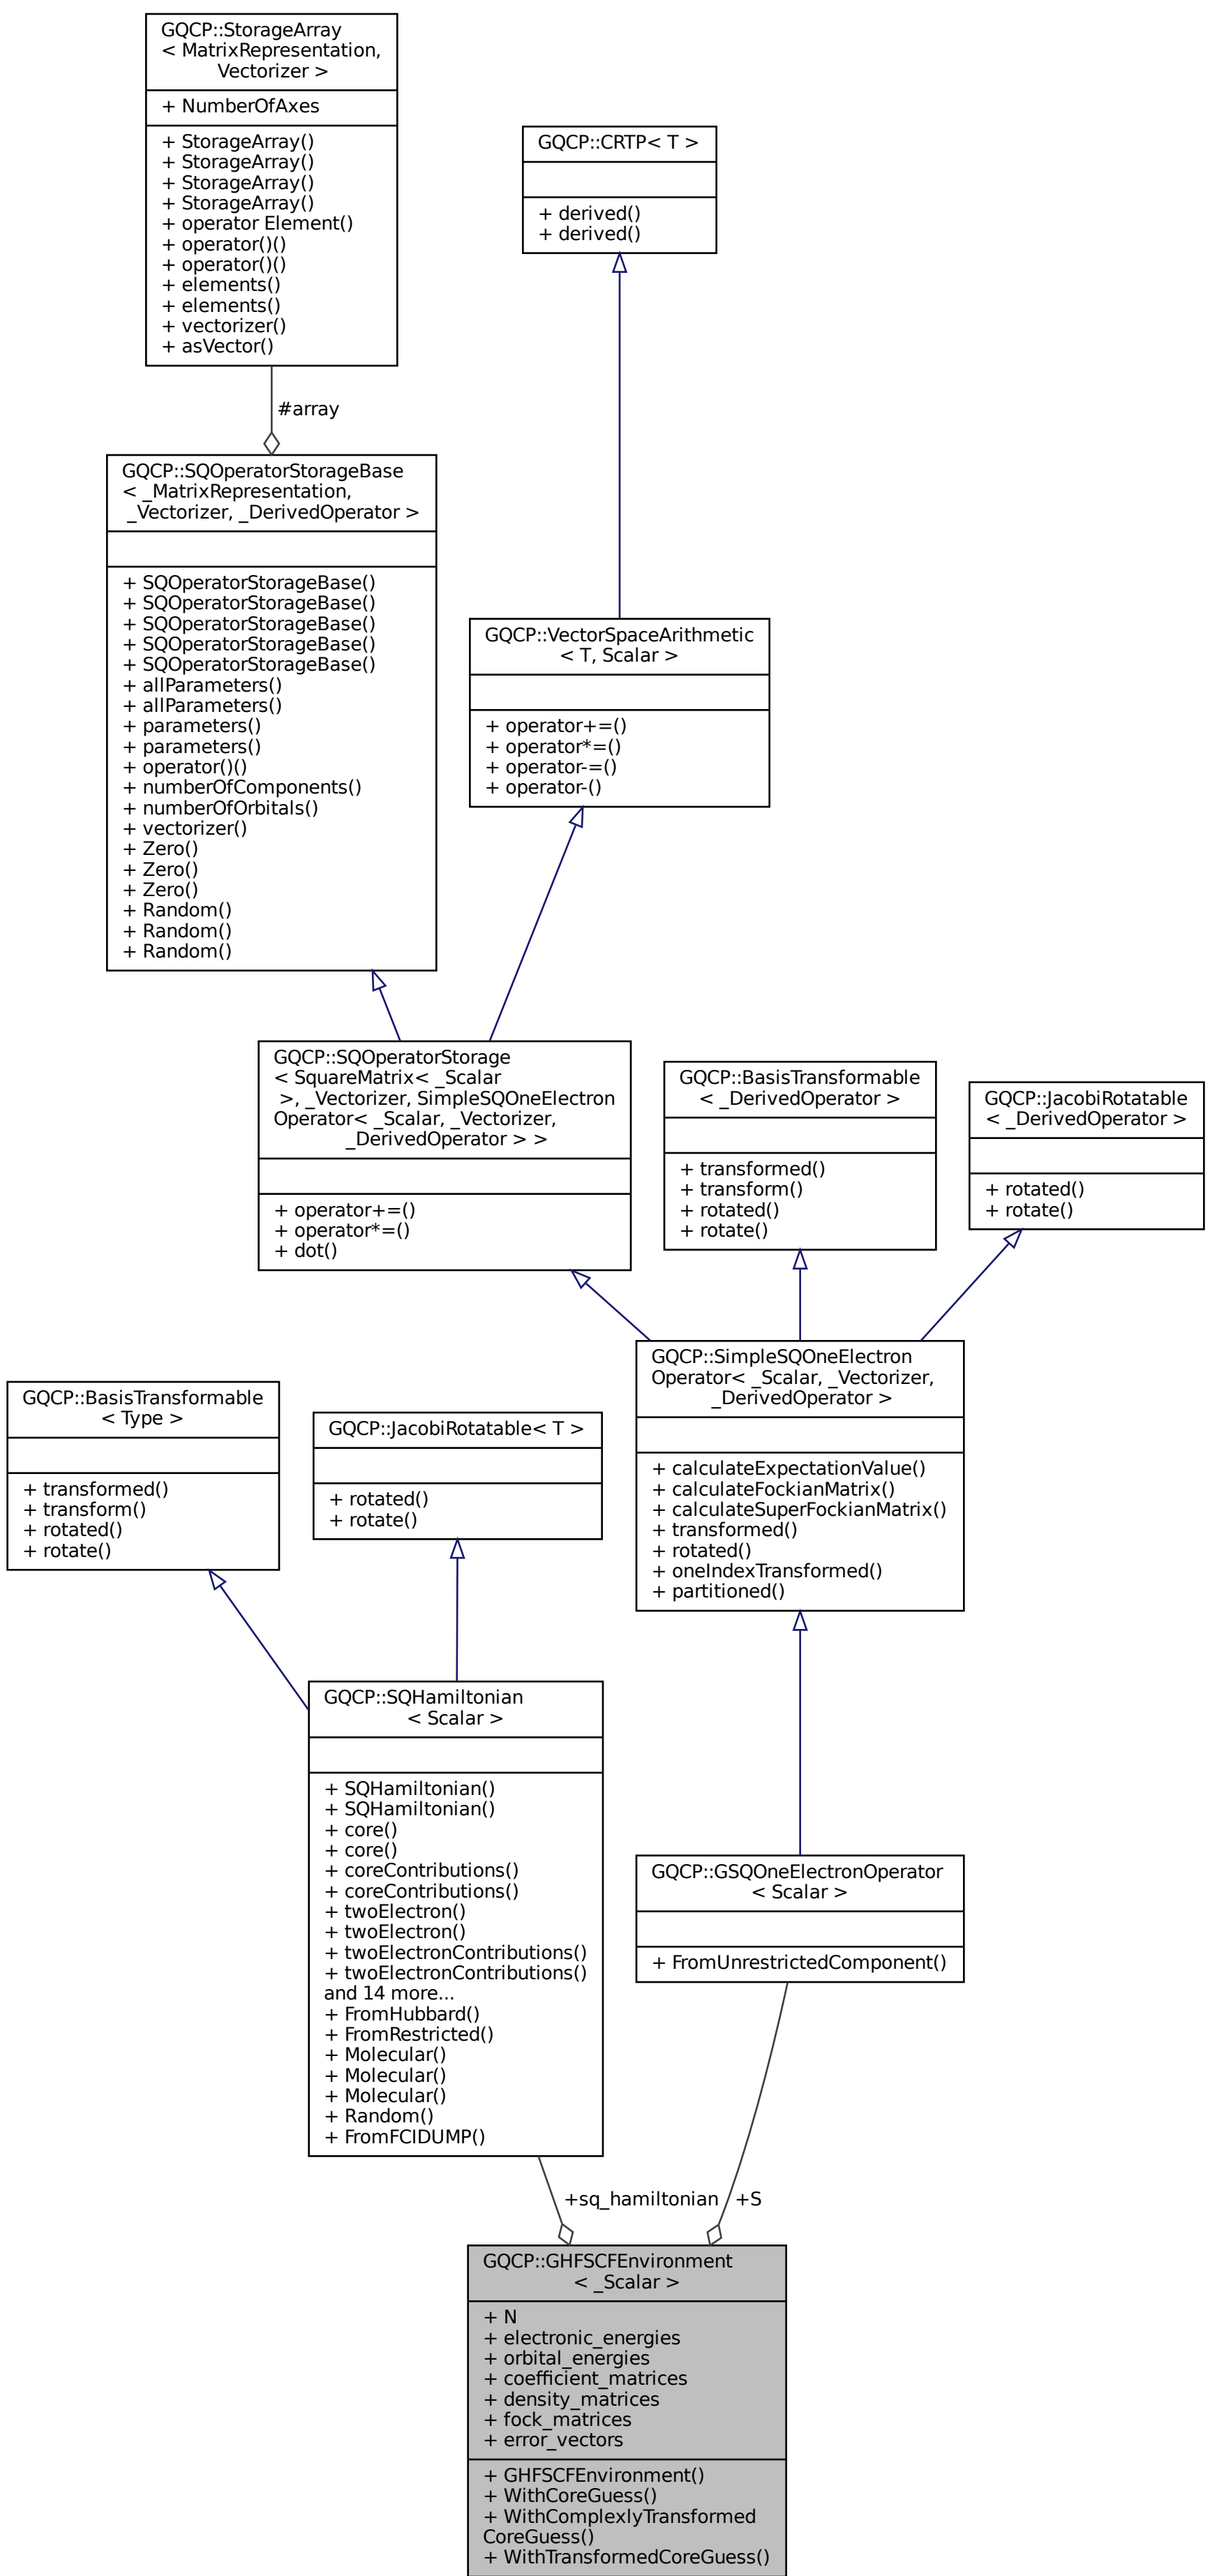 GQCP::StorageArray
< MatrixRepresentation,
Vectorizer >
+ NumberOfAxes
+ StorageArray()
+ StorageArray()
+ StorageArray()
+ StorageArray()
+ operator Element()
+ operator()()
+ operator()()
+ elements()
+ elements()
+ vectorizer()
+ asVector()
GQCP::CRTP< T >
+ derived()
+ derived()
#array
GQCP::SQOperatorStorageBase
< _MatrixRepresentation,
_Vectorizer, _DerivedOperator >
+ SQOperatorStorageBase()
+ SQOperatorStorageBase()
+ SQOperatorStorageBase()
+ SQOperatorStorageBase()
+ SQOperatorStorageBase()
+ allParameters()
+ allParameters()
+ parameters()
+ parameters()
+ operator()()
+ numberOfComponents()
+ numberOfOrbitals()
+ vectorizer()
+ Zero()
+ Zero()
+ Zero()
+ Random()
+ Random()
+ Random()
GQCP::VectorSpaceArithmetic
< T, Scalar >
+ operator+=()
+ operator*=()
+ operator-=()
+ operator-()
GQCP::SQOperatorStorage
< SquareMatrix< _Scalar
>, _Vectorizer, SimpleSQOneElectron
Operator< _Scalar, _Vectorizer,
_DerivedOperator > >
+ operator+=()
+ operator*=()
+ dot()
GQCP::BasisTransformable
< _DerivedOperator >
+ transformed()
+ transform()
+ rotated()
+ rotate()
GQCP::JacobiRotatable
< _DerivedOperator >
+ rotated()
+ rotate()
GQCP::SimpleSQOneElectron
Operator< _Scalar, _Vectorizer,
_DerivedOperator >
+ calculateExpectationValue()
+ calculateFockianMatrix()
+ calculateSuperFockianMatrix()
+ transformed()
+ rotated()
+ oneIndexTransformed()
+ partitioned()
GQCP::BasisTransformable
< Type >
+ transformed()
+ transform()
+ rotated()
+ rotate()
GQCP::JacobiRotatable< T >
+ rotated()
+ rotate()
GQCP::SQHamiltonian
< Scalar >
+ SQHamiltonian()
+ SQHamiltonian()
+ core()
+ core()
+ coreContributions()
+ coreContributions()
+ twoElectron()
+ twoElectron()
+ twoElectronContributions()
+ twoElectronContributions()
and 14 more...
+ FromHubbard()
+ FromRestricted()
+ Molecular()
+ Molecular()
+ Molecular()
+ Random()
+ FromFCIDUMP()
GQCP::GSQOneElectronOperator
< Scalar >
+ FromUnrestrictedComponent()
+sq_hamiltonian
+S
GQCP::GHFSCFEnvironment
< _Scalar >
+ N
+ electronic_energies
+ orbital_energies
+ coefficient_matrices
+ density_matrices
+ fock_matrices
+ error_vectors
+ GHFSCFEnvironment()
+ WithCoreGuess()
+ WithComplexlyTransformed
CoreGuess()
+ WithTransformedCoreGuess()